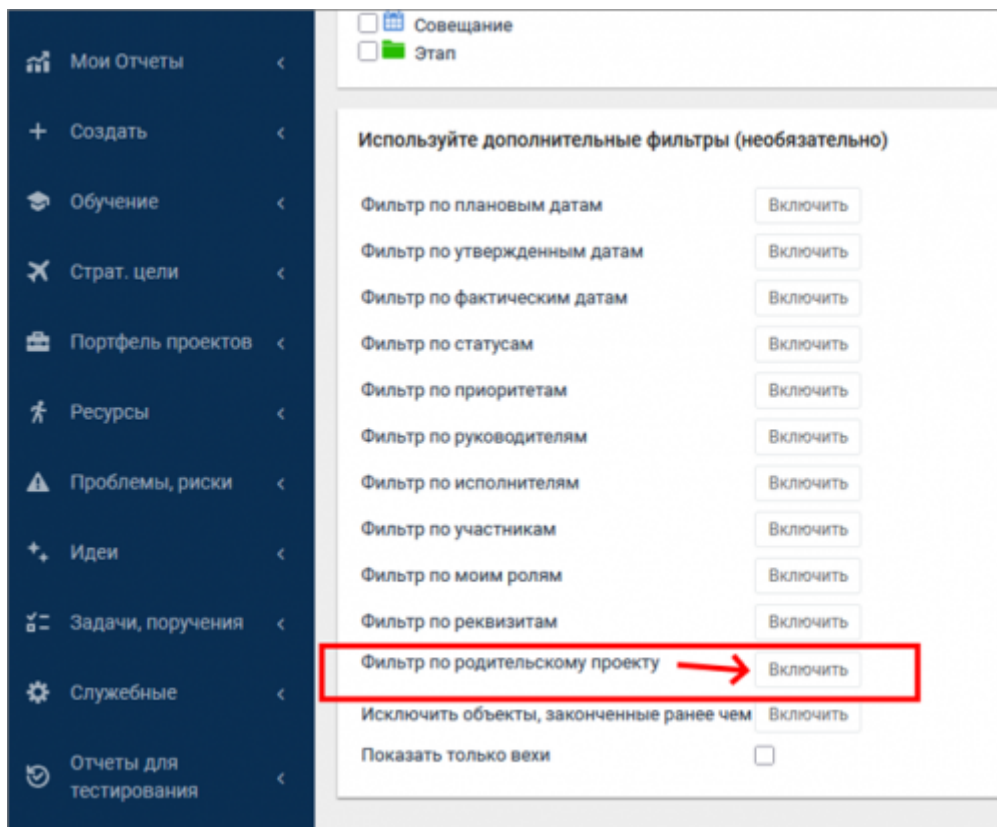 Мои Отчеты
Создать
Обучение
Страт. цели
Портфель проектов
Ресурсы
Проблемы, риски
Идеи
Задачи, поручения
Служебные
Отчеты для
тестирования
Совещание
Этап
Используйте дополнительные фильтры (необязательно)
Фильтр по плановым датам Включить
Фильтр по утвержденным датам Включить
Фильтр по фактическим датам Включить
Фильтр по статусам Включить
Фильтр по приоритетам Включить
Фильтр по руководителям Включить
Фильтр по исполнителям Включить
Фильтр по участникам Включить
Фильтр по моим ролям Включить
Фильтр по реквизитам Включить
Фильтр по родительскому проекту Включить
Исключить объекты, законченные ранее чем Включить
Показать только вехи